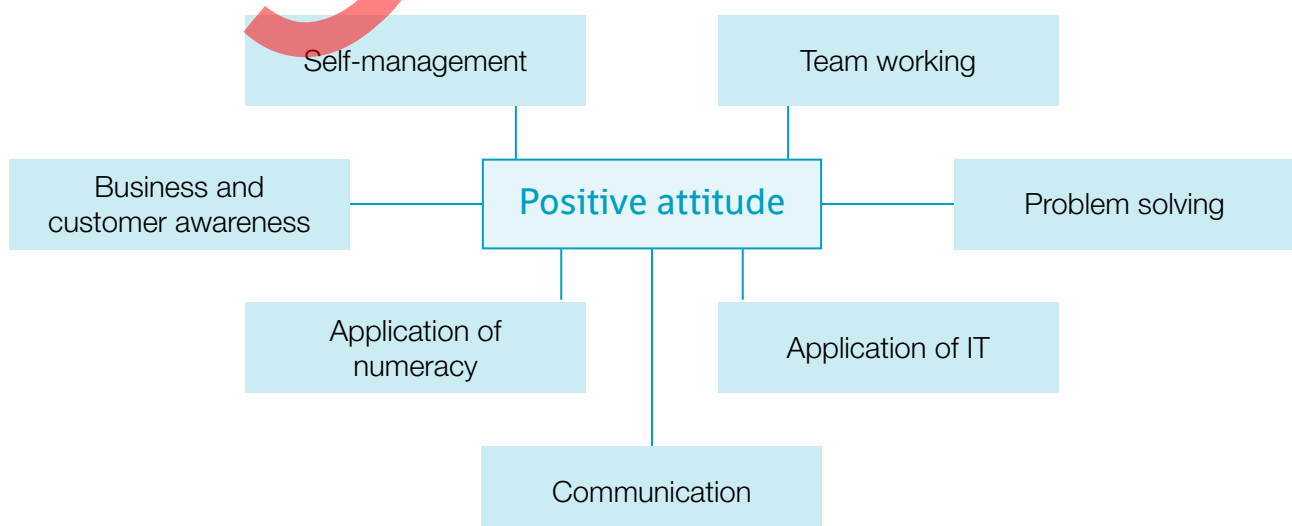 Self-management
Team working
Business and
customer awareness
Positive attitude
Problem solving
Application of
numeracy
Application of IT
Communication